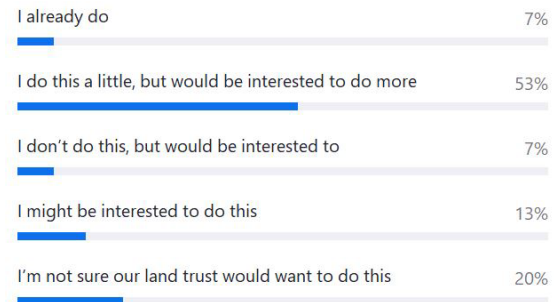 I already do 7%
I do this a little, but would be interested to do more 53%
I don’t do this, but would be interested to 7%
I might be interested to do this 13%
I’m not sure our land trust would want to do this 20%